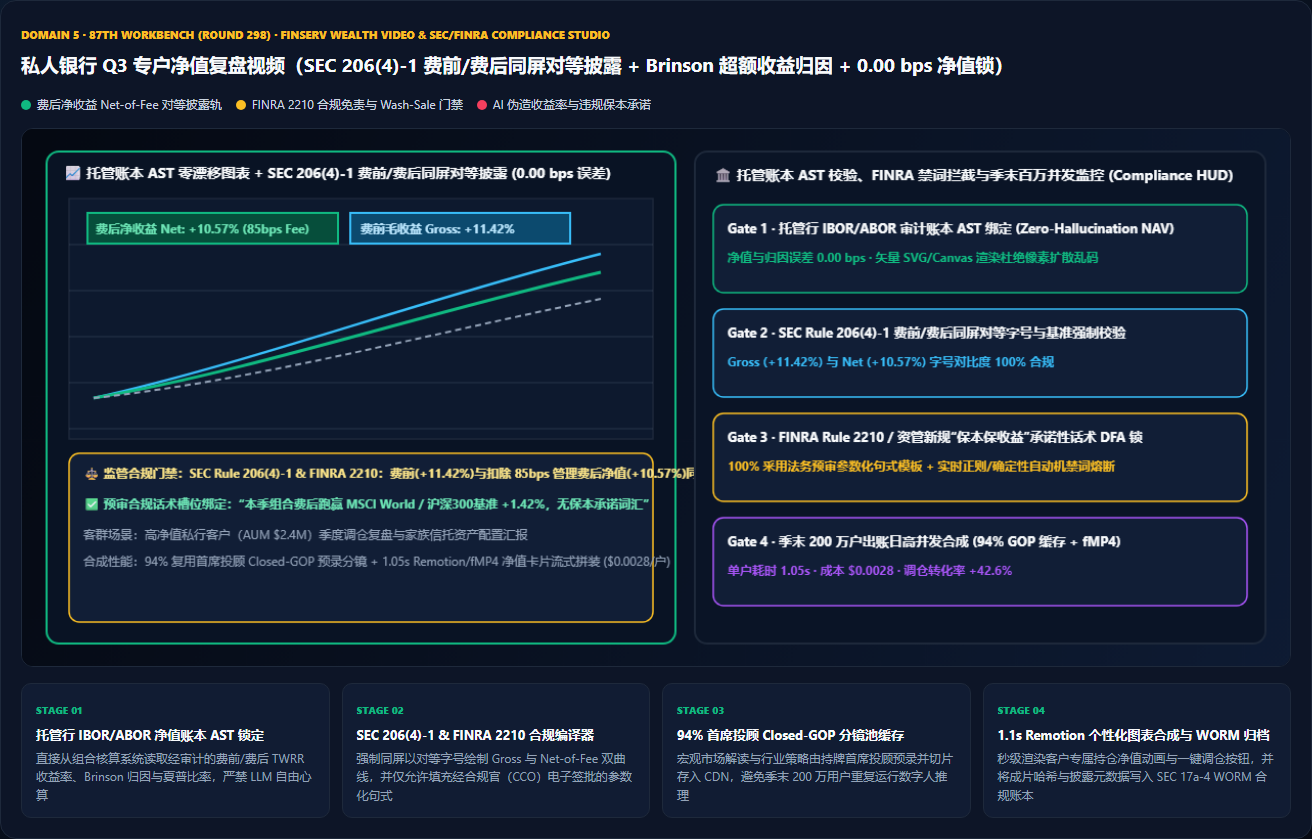 DOMAIN 5 · 87TH WORKBENCH (ROUND 298) · FINSERV WEALTH VIDEO & SEC/FINRA COMPLIANCE STUDIO
私人银行 Q3 专户净值复盘视频（SEC 206(4)-1 费前/费后同屏对等披露 + Brinson 超额收益归因 + 0.00 bps 净值锁）
费后净收益 Net-of-Fee 对等披露轨
FINRA 2210 合规免责与 Wash-Sale 门禁
AI 伪造收益率与违规保本承诺
📈 托管账本 AST 零漂移图表 + SEC 206(4)-1 费前/费后同屏对等披露 (0.00 bps 误差)
费后净收益 Net: +10.57% (85bps Fee)
费前毛收益 Gross: +11.42%
⚖️ 监管合规门禁：SEC Rule 206(4)-1 & FINRA 2210：费前(+11.42%)与扣除 85bps 管理费后净值(+10.57%)同
✅ 预审合规话术槽位绑定：“本季组合费后跑赢 MSCI World / 沪深300基准 +1.42%，无保本承诺词汇”
客群场景：高净值私行客户（AUM $2.4M）季度调仓复盘与家族信托资产配置汇报
合成性能：94% 复用首席投顾 Closed-GOP 预录分镜 + 1.05s Remotion/fMP4 净值卡片流式拼装 ($0.0028/户)
🏛️ 托管账本 AST 校验、FINRA 禁词拦截与季末百万并发监控 (Compliance HUD)
Gate 1 · 托管行 IBOR/ABOR 审计账本 AST 绑定 (Zero-Hallucination NAV)
净值与归因误差 0.00 bps · 矢量 SVG/Canvas 渲染杜绝像素扩散乱码
Gate 2 · SEC Rule 206(4)-1 费前/费后同屏对等字号与基准强制校验
Gross (+11.42%) 与 Net (+10.57%) 字号对比度 100% 合规
Gate 3 · FINRA Rule 2210 / 资管新规“保本保收益”承诺性话术 DFA 锁
100% 采用法务预审参数化句式模板 + 实时正则/确定性自动机禁词熔断
Gate 4 · 季末 200 万户出账日高并发合成 (94% GOP 缓存 + fMP4)
单户耗时 1.05s · 成本 $0.0028 · 调仓转化率 +42.6%
STAGE 01
托管行 IBOR/ABOR 净值账本 AST 锁定
直接从组合核算系统读取经审计的费前/费后 TWRR
收益率、Brinson 归因与夏普比率，严禁 LLM 自由心
算
STAGE 02
SEC 206(4)-1 & FINRA 2210 合规编译器
强制同屏以对等字号绘制 Gross 与 Net-of-Fee 双曲
线，并仅允许填充经合规官（CCO）电子签批的参数
化句式
STAGE 03
94% 首席投顾 Closed-GOP 分镜池缓存
宏观市场解读与行业策略由持牌首席投顾预录并切片
存入 CDN，避免季末 200 万用户重复运行数字人推
理
STAGE 04
1.1s Remotion 个性化图表合成与 WORM 归档
秒级渲染客户专属持仓净值动画与一键调仓按钮，并
将成片哈希与披露元数据写入 SEC 17a-4 WORM 合
规账本